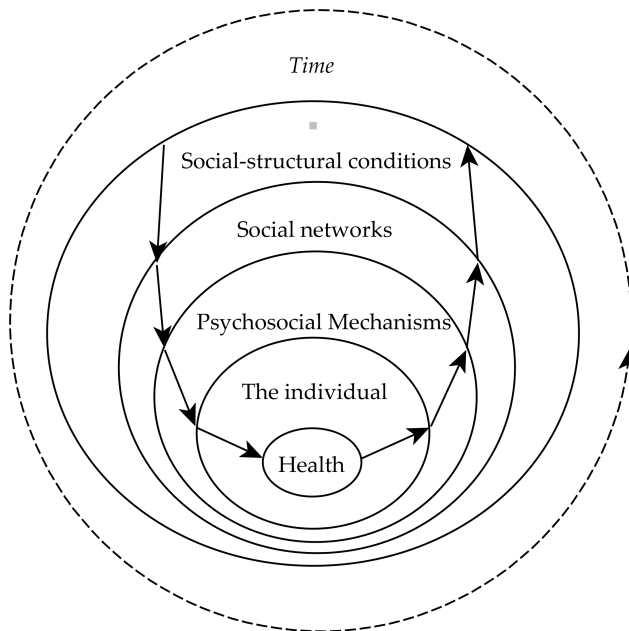 Time
Social-structural conditions
Social networks
Psychosocial Mechanisms
The individual
Health